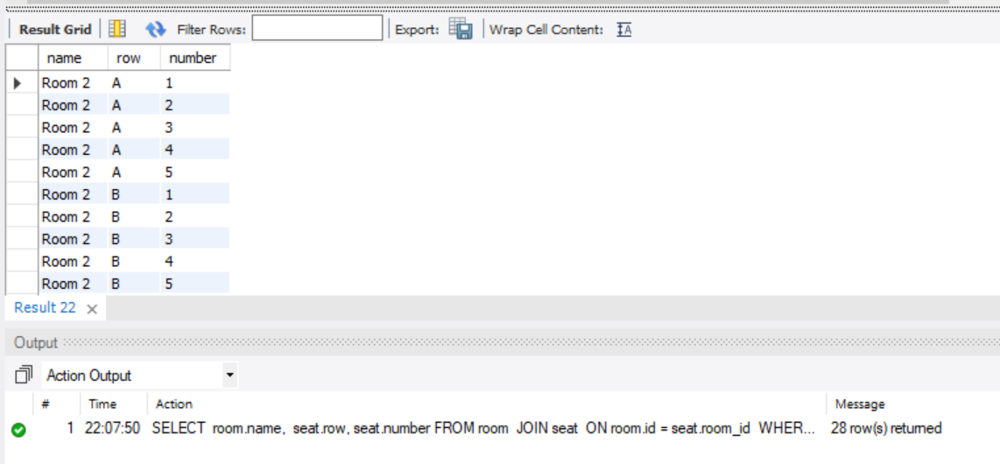 Result Grid Filter Rows: Export: Wrap Cell Content: IA
name row number
Room 2 A 1
Room 2 A 2
Room 2 A 3
Room 2 A 4
Room 2 A 5
Room 2 B 1
Room 2 B 2
Room 2 B 3
Room 2 B 4
Room 2 B 5
Result 22 ×
Output
Action Output
# Time Action Message
1 22:07:50 SELECT room.name, seat.row, seat.number FROM room JOIN seat ON room.id = seat.room_id WHER... 28 row(s) returned